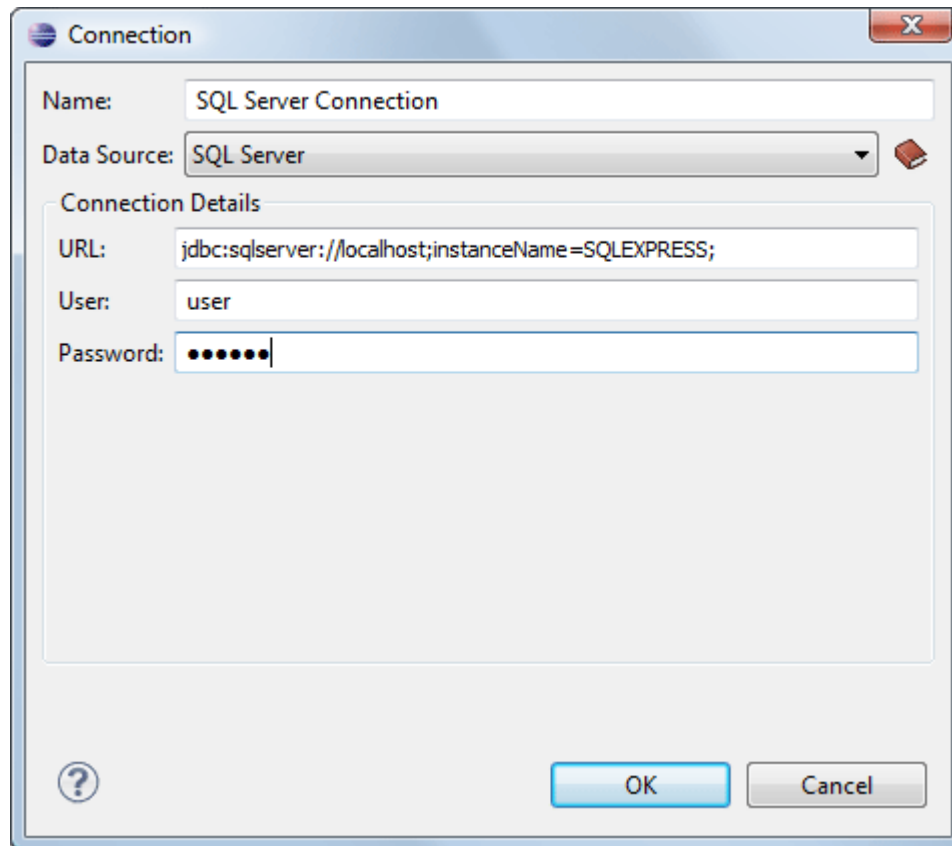 Connection
Name: SQL Server Connection
Data Source: SQL Server
Connection Details
URL: jdbc:sqlserver://localhost;instanceName=SQLEXPRESS;
User: user
Password: ●●●●●●
OK Cancel